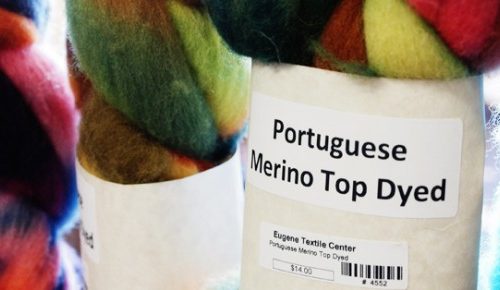 Portuguese
Merino Top Dyed
Eugene Textile Center
Portuguese Merino Top Dyed
$14.00
# 4552